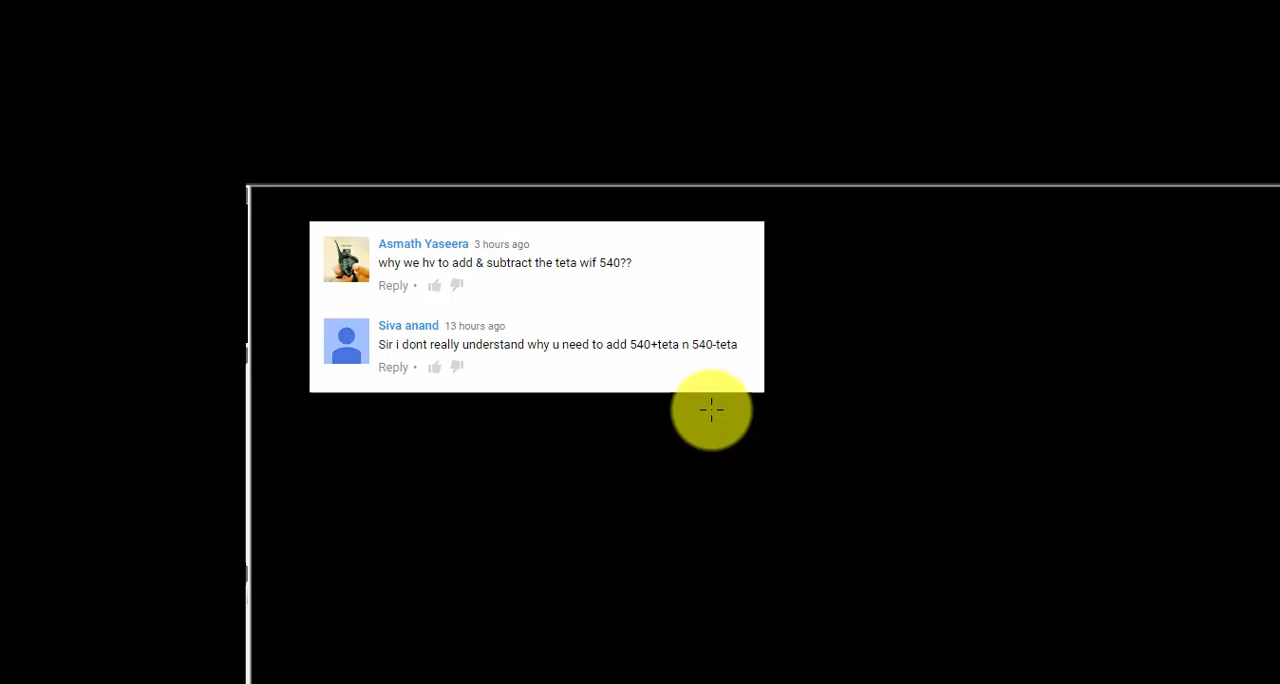 Asmath Yaseera 3 hours ago
why we hv to add & subtract the teta wif 540??
Reply •
Siva anand 13 hours ago
Sir i dont really understand why u need to add 540+teta n 540-teta
Reply •